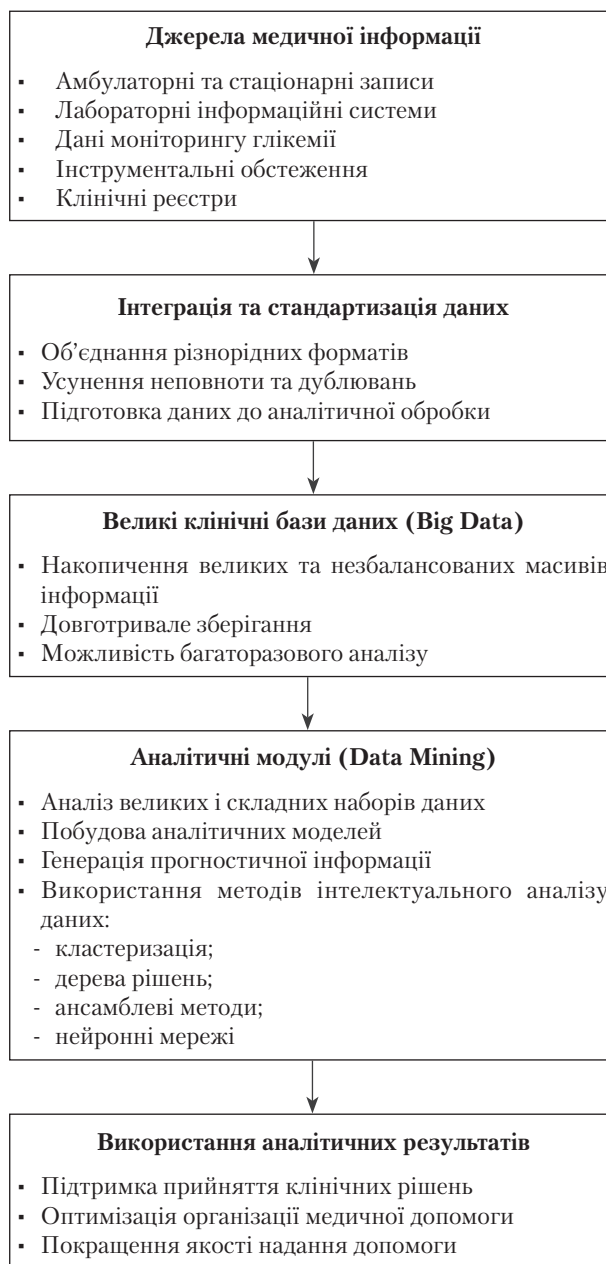 Джерела медичної інформації
▪ Амбулаторні та стаціонарні записи
▪ Лабораторні інформаційні системи
▪ Дані моніторингу глікемії
▪ Інструментальні обстеження
▪ Клінічні реєстри
Інтеграція та стандартизація даних
▪ Об’єднання різнорідних форматів
▪ Усунення неповноти та дублювань
▪ Підготовка даних до аналітичної обробки
Великі клінічні бази даних (Big Data)
▪ Накопичення великих та незбалансованих масивів
інформації
▪ Довготривале зберігання
▪ Можливість багаторазового аналізу
Аналітичні модулі (Data Mining)
▪ Аналіз великих і складних наборів даних
▪ Побудова аналітичних моделей
▪ Генерація прогностичної інформації
▪ Використання методів інтелектуального аналізу
даних:
- кластеризація;
- дерева рішень;
- ансамблеві методи;
- нейронні мережі
Використання аналітичних результатів
▪ Підтримка прийняття клінічних рішень
▪ Оптимізація організації медичної допомоги
▪ Покращення якості надання допомоги